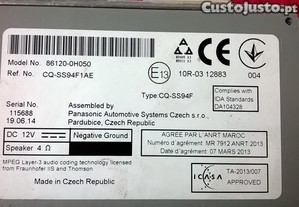 CustoJusto.pt
Model No. 86120-0H050
Ref. No. CQ-SS94F1AE
E13
10R-03 12883
004
Type CQ-SS94F
Complies with
IDA Standards
DA104328
Serial No.
115688
19.06.14
Assembled by
Panasonic Automotive Systems Czech s.r.o.
Pardubice, Czech Republic
DC 12V
Negative Ground
Speaker 4 Ω
AGREE PAR L'ANRT MAROC
Numéro d'agrément: MR 7912 ANRT 2013
Date d'agrément: 07 MARS 2013
MPEG Layer-3 audio coding technology licensed
from Fraunhofer IIS and Thomson
Made in Czech Republic
ICASA
TA-2013/007
APPROVED